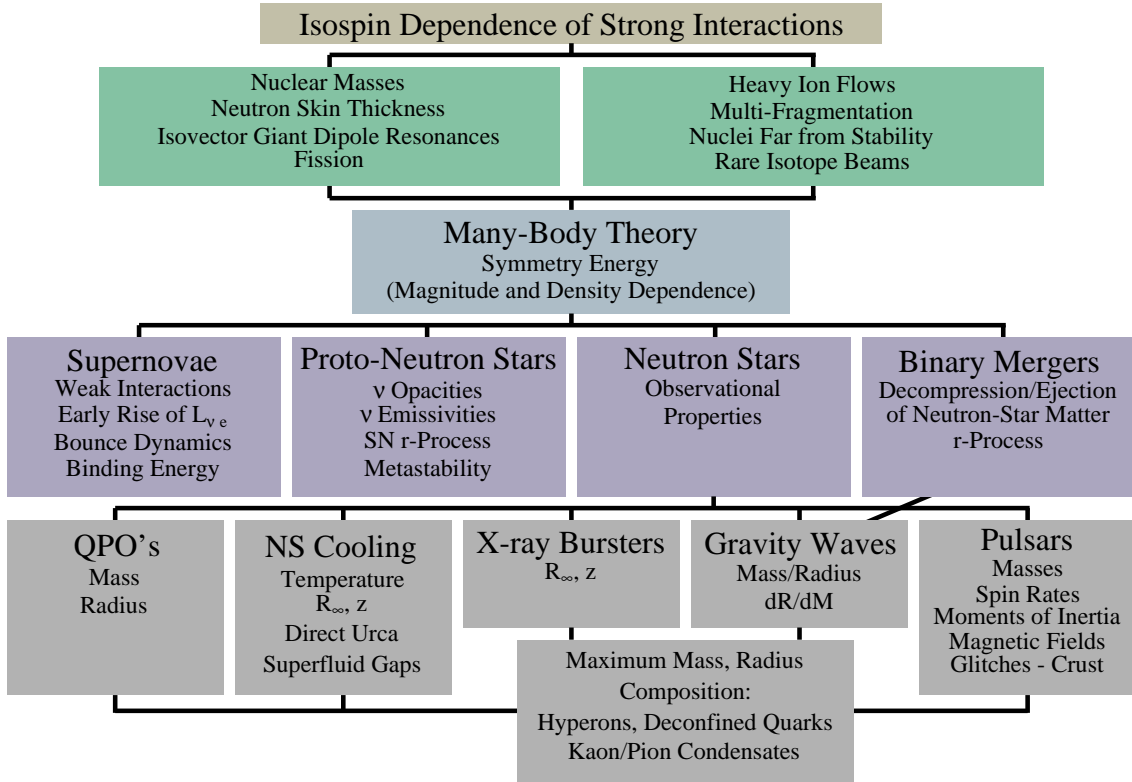 Isospin Dependence of Strong Interactions
Nuclear Masses
Neutron Skin Thickness
Isovector Giant Dipole Resonances
Fission
Heavy Ion Flows
Multi-Fragmentation
Nuclei Far from Stability
Rare Isotope Beams
Many-Body Theory
Symmetry Energy
(Magnitude and Density Dependence)
Supernovae
Weak Interactions
Early Rise of L_ν e
Bounce Dynamics
Binding Energy
Proto-Neutron Stars
ν Opacities
ν Emissivities
SN r-Process
Metastability
Neutron Stars
Observational
Properties
Binary Mergers
Decompression/Ejection
of Neutron-Star Matter
r-Process
QPO’s
Mass
Radius
NS Cooling
Temperature
R∞, z
Direct Urca
Superfluid Gaps
X-ray Bursters
R∞, z
Gravity Waves
Mass/Radius
dR/dM
Pulsars
Masses
Spin Rates
Moments of Inertia
Magnetic Fields
Glitches - Crust
Maximum Mass, Radius
Composition:
Hyperons, Deconfined Quarks
Kaon/Pion Condensates